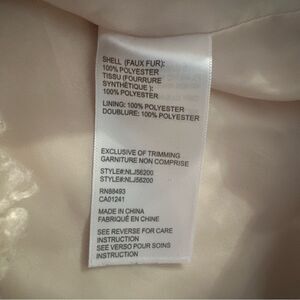 SHELL (FAUX FUR):
100% POLYESTER
TISSU (FOURRURE
SYNTHÉTIQUE ):
100% POLYESTER
LINING: 100% POLYESTER
DOUBLURE: 100% POLYESTER
EXCLUSIVE OF TRIMMING
GARNITURE NON COMPRISE
STYLE#:NLJ56200
STYLE#:NLJ56200
RN88493
CA01241
MADE IN CHINA
FABRIQUÉ EN CHINE
SEE REVERSE FOR CARE
INSTRUCTION
SEE VERSO POUR SOINS
INSTRUCTION